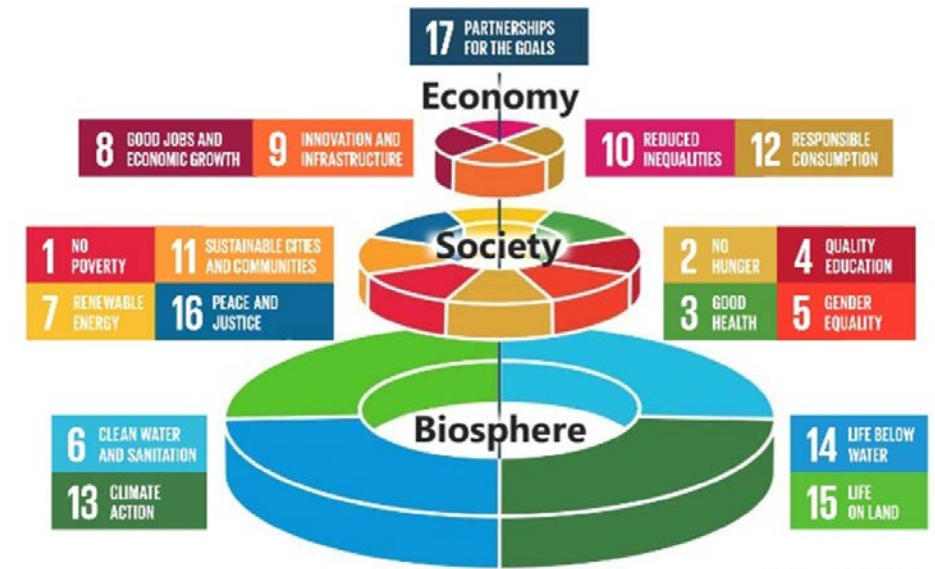 17 PARTNERSHIPS
FOR THE GOALS
Economy
8 GOOD JOBS AND
ECONOMIC GROWTH
9 INNOVATION AND
INFRASTRUCTURE
10 REDUCED
INEQUALITIES
12 RESPONSIBLE
CONSUMPTION
Society
1 NO
POVERTY
11 SUSTAINABLE CITIES
AND COMMUNITIES
7 RENEWABLE
ENERGY
16 PEACE AND
JUSTICE
2 NO
HUNGER
4 QUALITY
EDUCATION
3 GOOD
HEALTH
5 GENDER
EQUALITY
Biosphere
6 CLEAN WATER
AND SANITATION
13 CLIMATE
ACTION
14 LIFE BELOW
WATER
15 LIFE
ON LAND